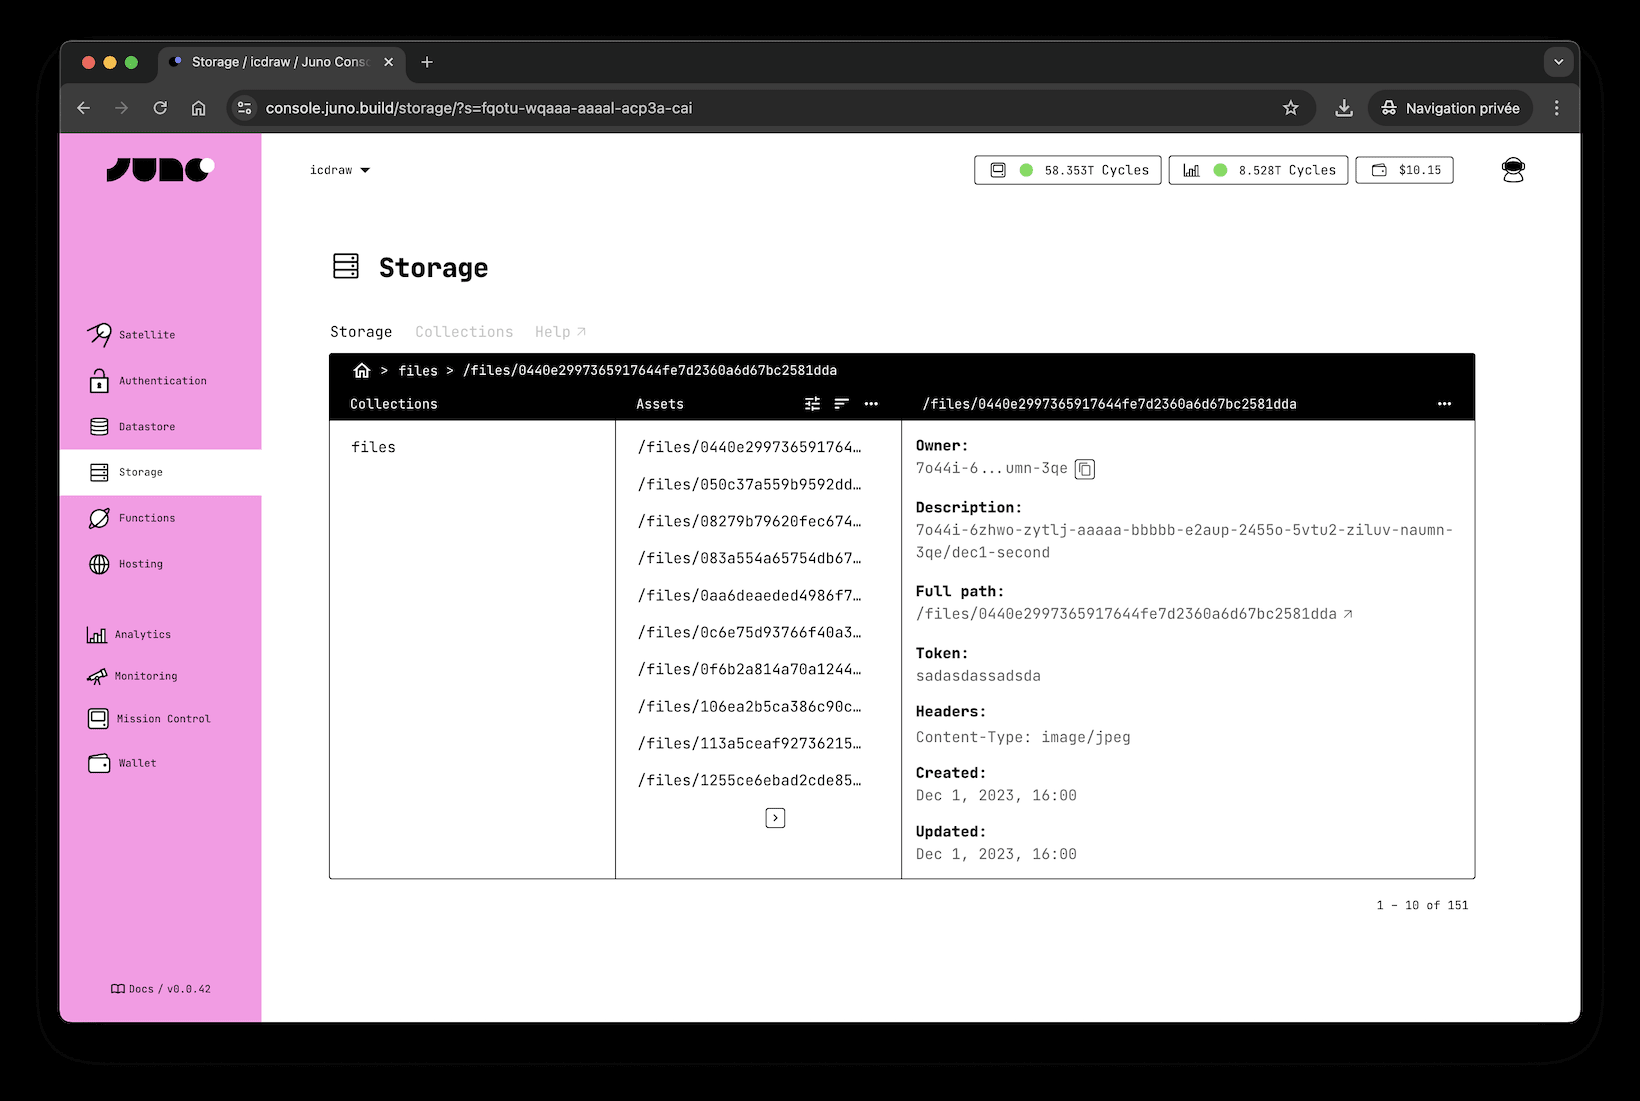 Storage / icdraw / Juno Cons
console.juno.build/storage/?s=fqotu-wqaaa-aaaal-acp3a-cai
Navigation privée
JUNO
icdraw
58.353T Cycles
8.528T Cycles
$10.15
Satellite
Authentication
Datastore
Storage
Functions
Hosting
Analytics
Monitoring
Mission Control
Wallet
Docs / v0.0.42
Storage
Storage Collections Help ↗
> files > /files/0440e2997365917644fe7d2360a6d67bc2581dda
Collections
Assets
/files/0440e2997365917644fe7d2360a6d67bc2581dda
files
/files/0440e299736591764…
/files/050c37a559b9592dd…
/files/08279b79620fec674…
/files/083a554a65754db67…
/files/0aa6deaeded4986f7…
/files/0c6e75d93766f40a3…
/files/0f6b2a814a70a1244…
/files/106ea2b5ca386c90c…
/files/113a5ceaf92736215…
/files/1255ce6ebad2cde85…
Owner:
7o44i-6...umn-3qe
Description:
7o44i-6zhwo-zytlj-aaaaa-bbbbb-e2aup-2455o-5vtu2-ziluv-naumn-
3qe/dec1-second
Full path:
/files/0440e2997365917644fe7d2360a6d67bc2581dda ↗
Token:
sadasdassadsda
Headers:
Content-Type: image/jpeg
Created:
Dec 1, 2023, 16:00
Updated:
Dec 1, 2023, 16:00
1 – 10 of 151